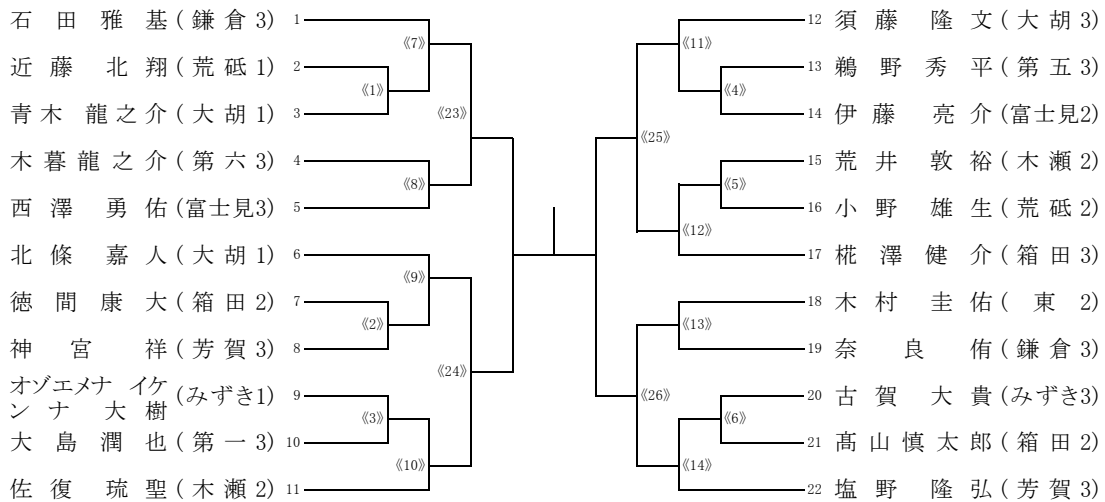 石田雅基(鎌倉3) 1
近藤北翔(荒砥1) 2
青木龍之介(大胡1) 3
木暮龍之介(第六3) 4
西澤勇佑(富士見3) 5
北條嘉人(大胡1) 6
徳間康大(箱田2) 7
神宮祥(芳賀3) 8
オゾエメナ イケ
ンナ大樹(みずき1) 9
大島潤也(第一3) 10
佐復琉聖(木瀬2) 11
《7》
《1》
《23》
《8》
《9》
《2》
《24》
《3》
《10》
12 須藤隆文(大胡3)
13 鵜野秀平(第五3)
14 伊藤亮介(富士見2)
15 荒井敦裕(木瀬2)
16 小野雄生(荒砥2)
17 椛澤健介(箱田3)
18 木村圭佑(東2)
19 奈良侑(鎌倉3)
20 古賀大貴(みずき3)
21 髙山慎太郎(箱田2)
22 塩野隆弘(芳賀3)
《11》
《4》
《25》
《5》
《12》
《13》
《26》
《6》
《14》